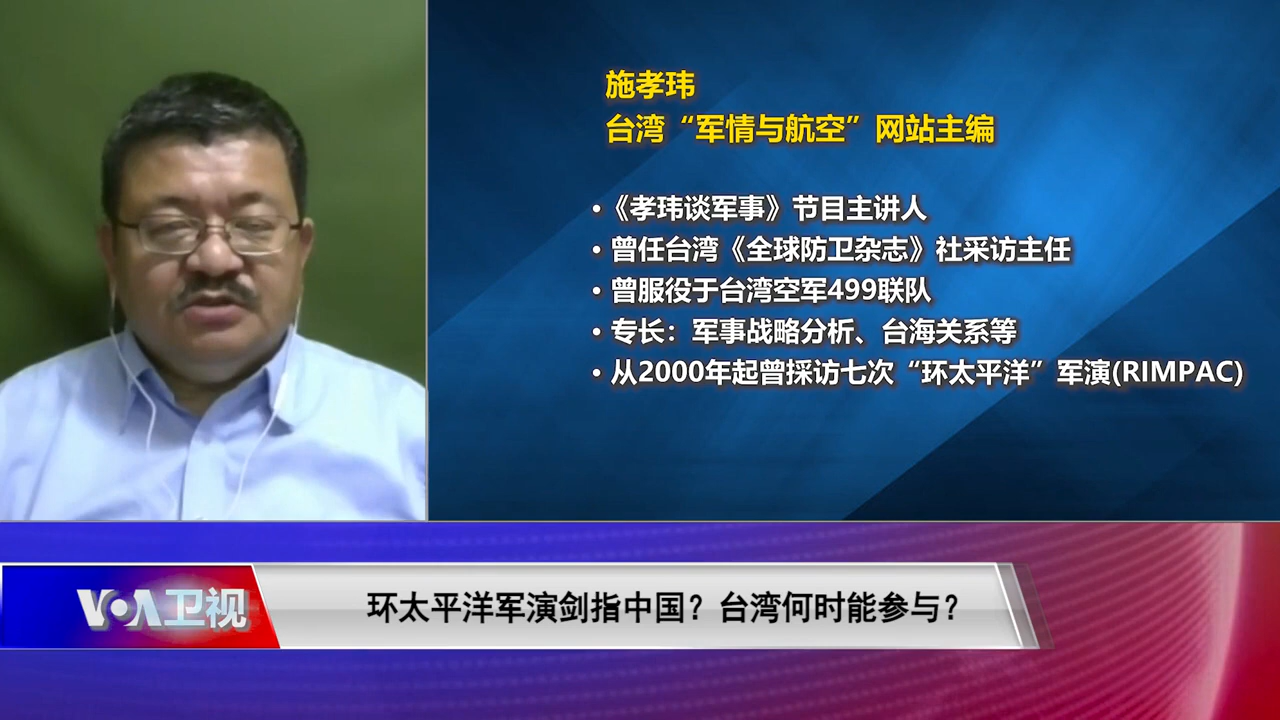 施孝玮
台湾“军情与航空”网站主编
•《孝玮谈军事》节目主讲人
• 曾任台湾《全球防卫杂志》社采访主任
• 曾服役于台湾空军499联队
• 专长：军事战略分析、台海关系等
• 从2000年起曾採访七次“环太平洋”军演(RIMPAC)
VOA卫视
环太平洋军演剑指中国？台湾何时能参与？